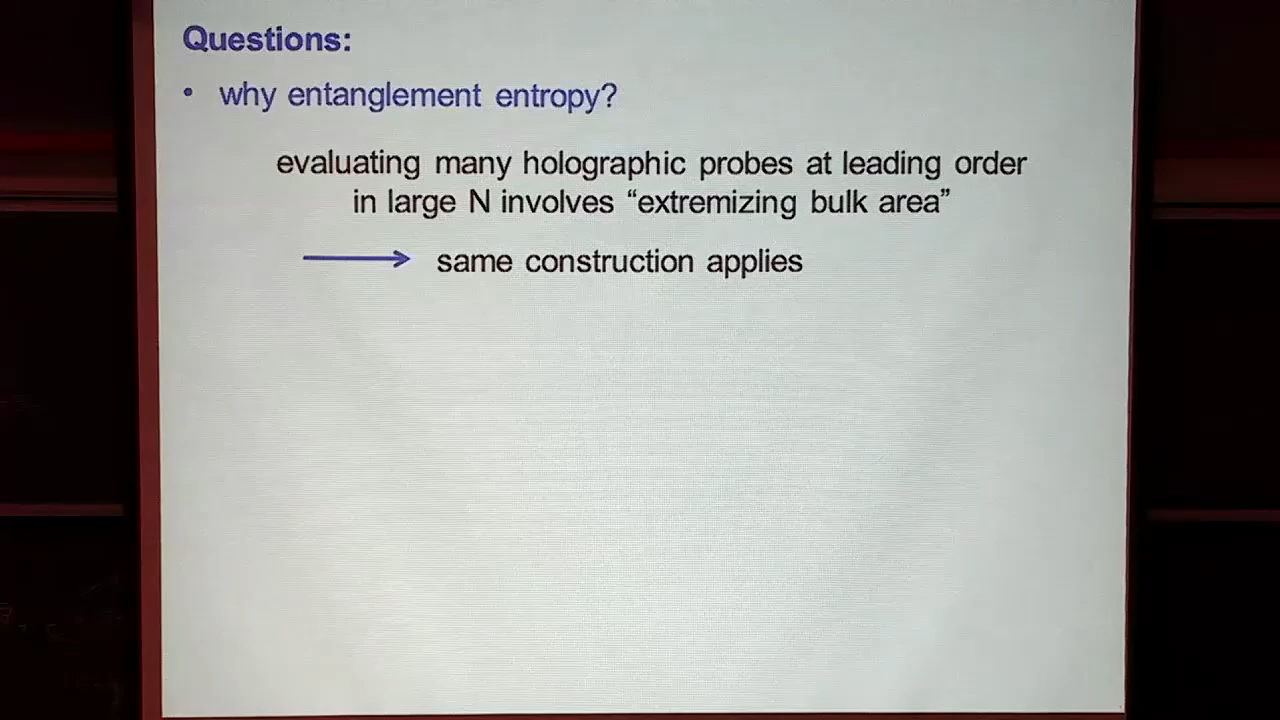 Questions:
• why entanglement entropy?
evaluating many holographic probes at leading order
in large N involves “extremizing bulk area”
same construction applies